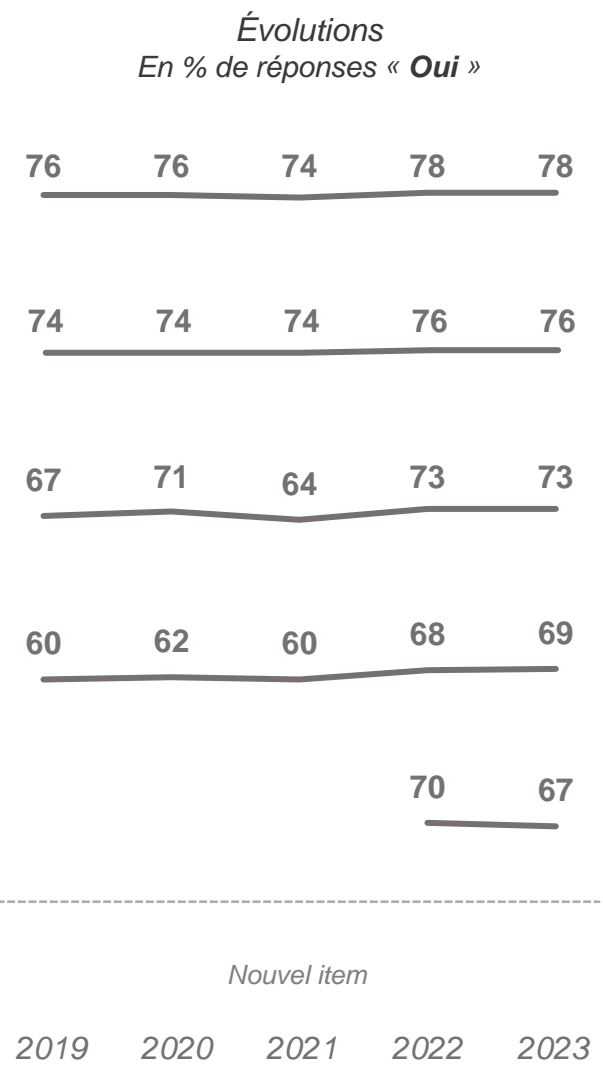 Évolutions
En % de réponses « Oui »
76 76 74 78 78
74 74 74 76 76
67 71 64 73 73
60 62 60 68 69
70 67
Nouvel item
2019 2020 2021 2022 2023